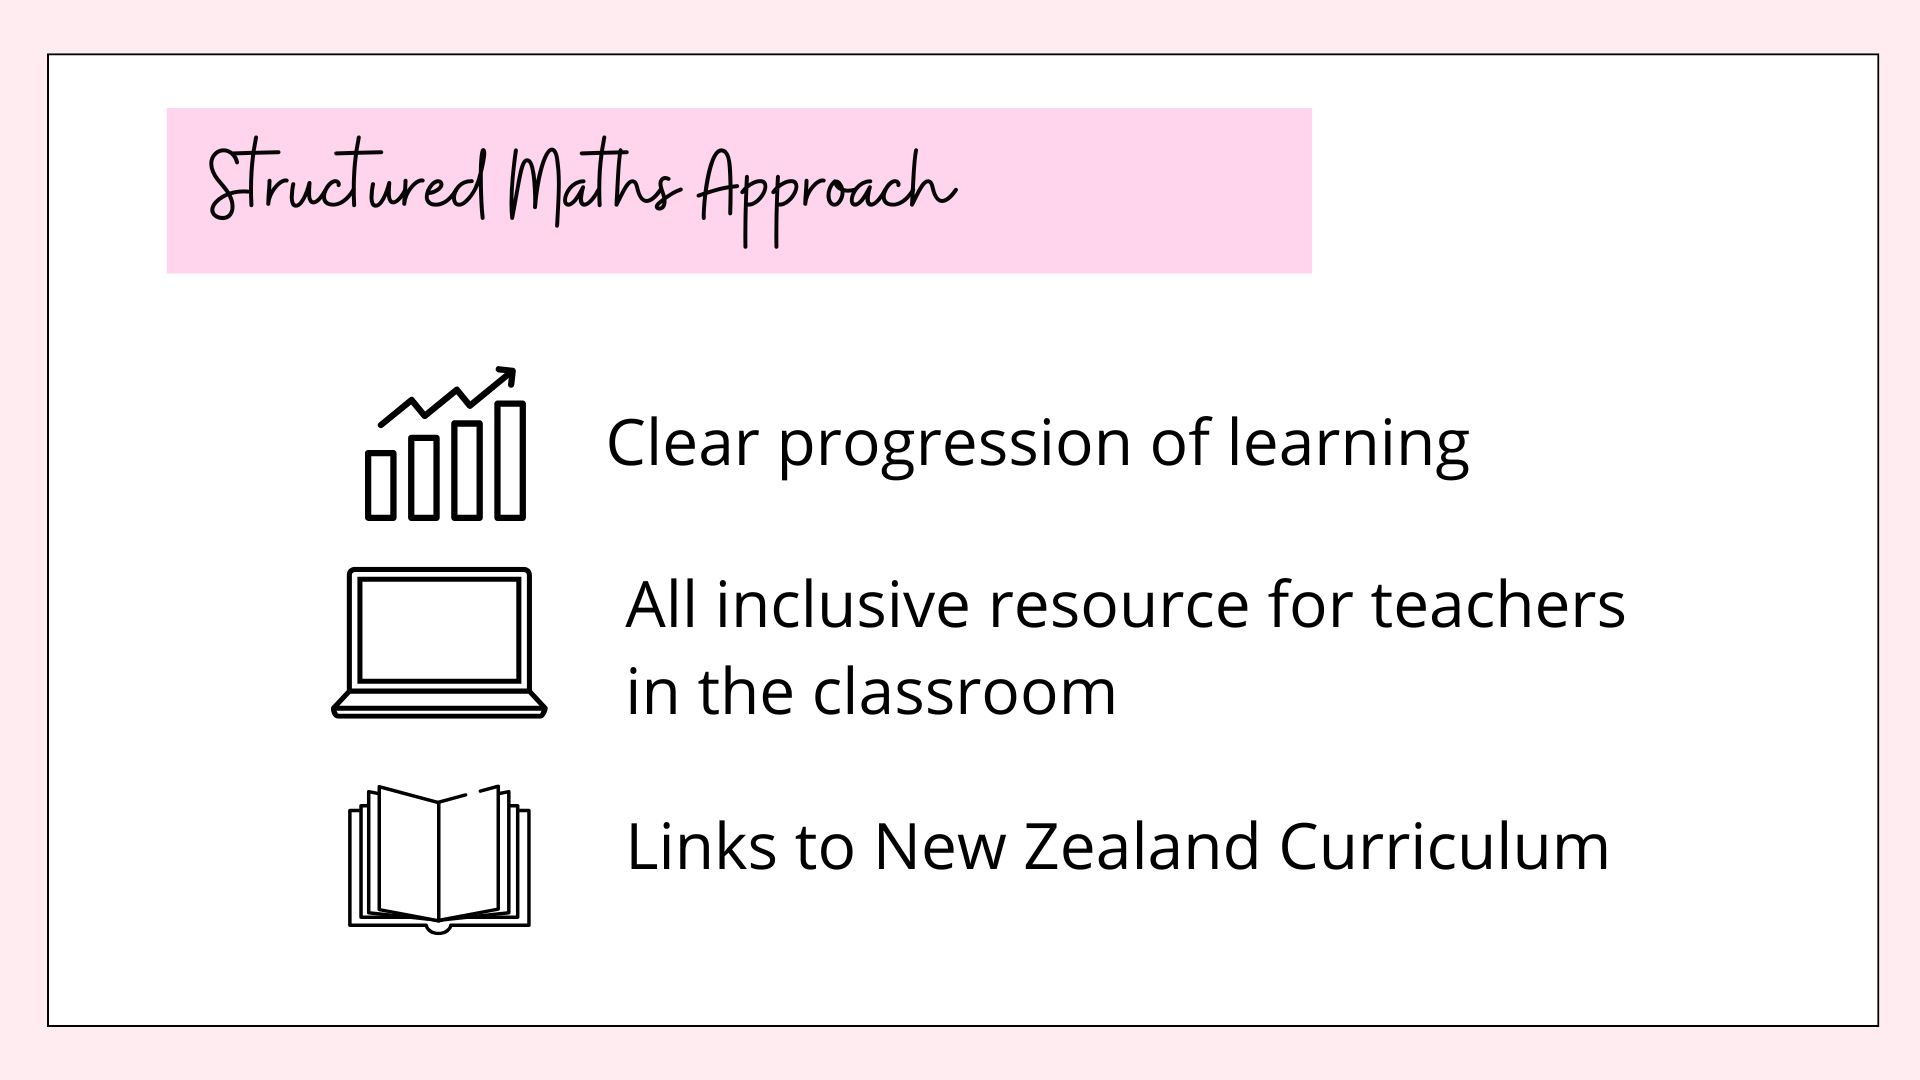 Structured Maths Approach
Clear progression of learning
All inclusive resource for teachers
in the classroom
Links to New Zealand Curriculum